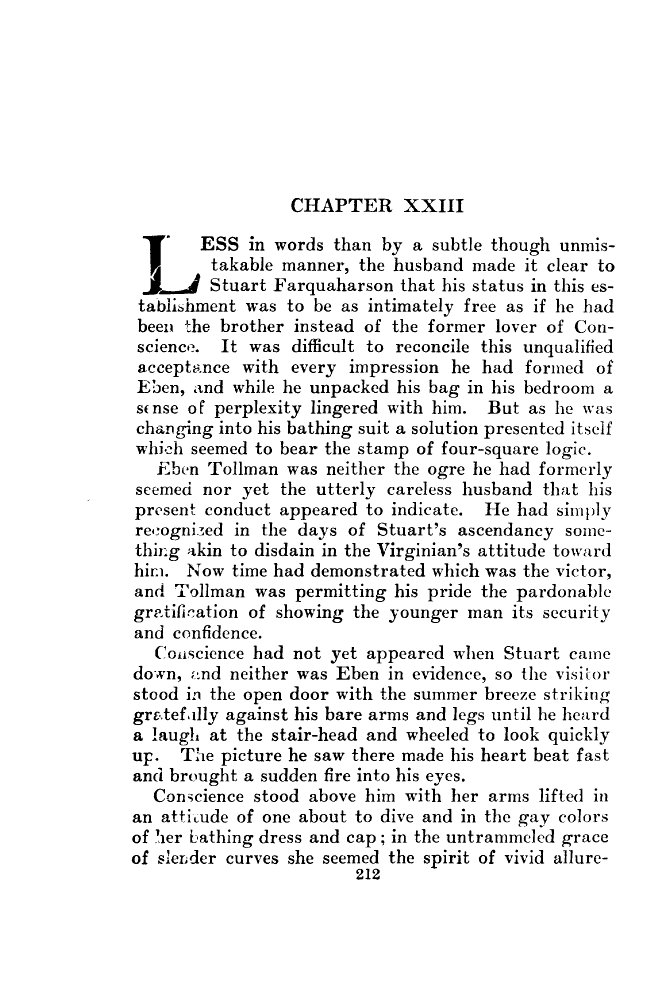 CHAPTER XXIII
LESS in words than by a subtle though unmis-
takable manner, the husband made it clear to
Stuart Farquaharson that his status in this es-
tablishment was to be as intimately free as if he had
been the brother instead of the former lover of Con-
science. It was difficult to reconcile this unqualified
acceptance with every impression he had formed of
Eben, and while he unpacked his bag in his bedroom a
sense of perplexity lingered with him. But as he was
changing into his bathing suit a solution presented itself
which seemed to bear the stamp of four-square logic.
Eben Tollman was neither the ogre he had formerly
seemed nor yet the utterly careless husband that his
present conduct appeared to indicate. He had simply
recognized in the days of Stuart's ascendancy some-
thing akin to disdain in the Virginian's attitude toward
him. Now time had demonstrated which was the victor,
and Tollman was permitting his pride the pardonable
gratification of showing the younger man its security
and confidence.
Conscience had not yet appeared when Stuart came
down, and neither was Eben in evidence, so the visitor
stood in the open door with the summer breeze striking
gratefully against his bare arms and legs until he heard
a laugh at the stair-head and wheeled to look quickly
up. The picture he saw there made his heart beat fast
and brought a sudden fire into his eyes.
Conscience stood above him with her arms lifted in
an attitude of one about to dive and in the gay colors
of her bathing dress and cap; in the untrammeled grace
of slender curves she seemed the spirit of vivid allure-
212